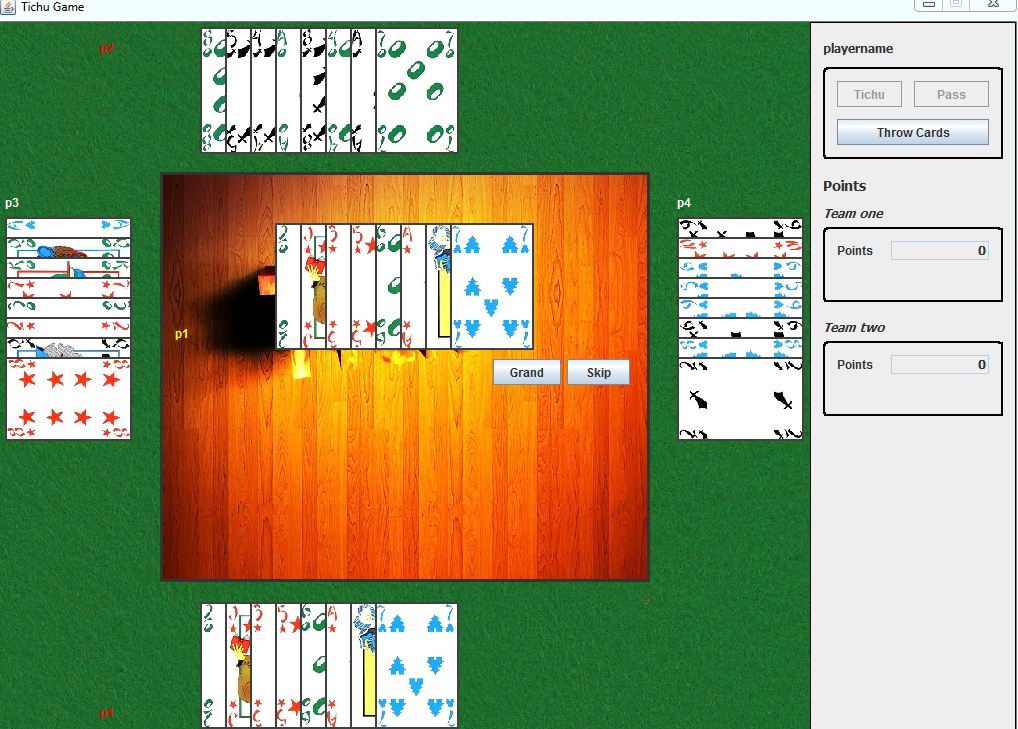 Tichu Game
p2
playername
Tichu
Pass
Throw Cards
Points
Team one
Points
0
p3
p4
p1
Grand
Skip
Team two
Points
0
p1